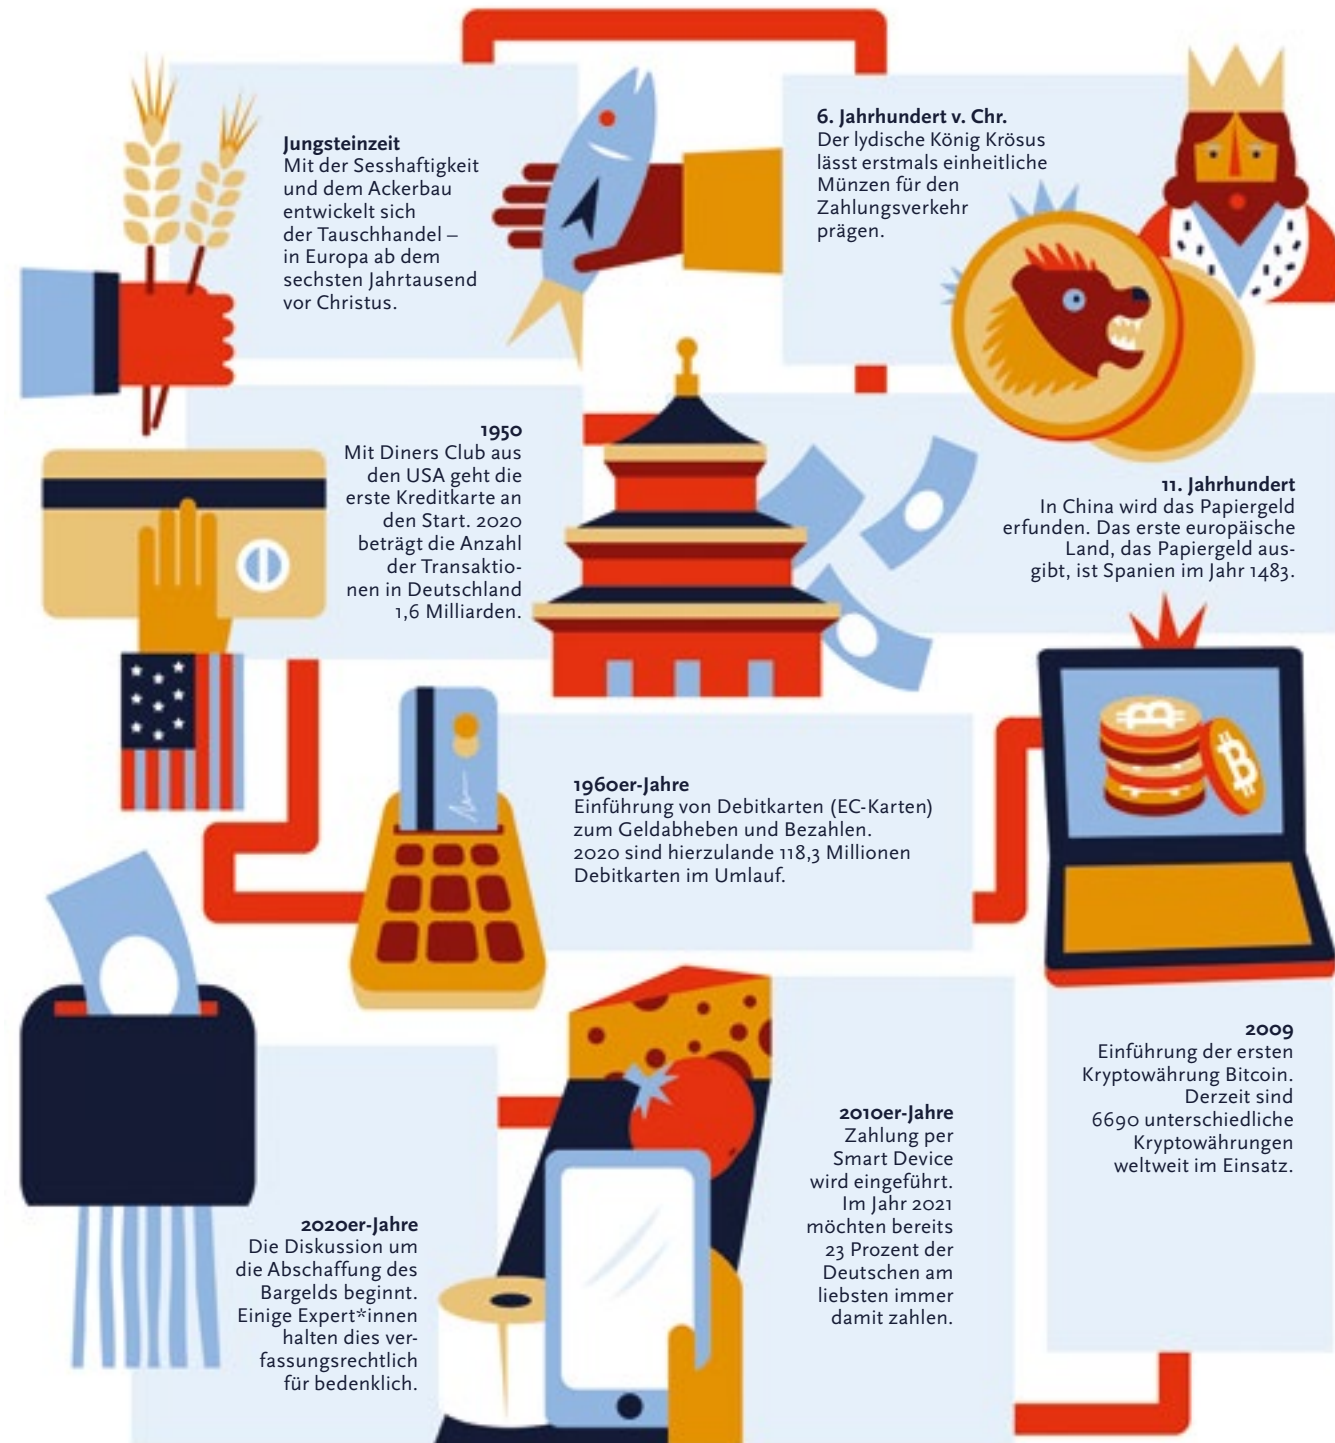 Jungsteinzeit
Mit der Sesshaftigkeit
und dem Ackerbau
entwickelt sich
der Tauschhandel –
in Europa ab dem
sechsten Jahrtausend
vor Christus.
6. Jahrhundert v. Chr.
Der lydische König Krösus
lässt erstmals einheitliche
Münzen für den
Zahlungsverkehr
prägen.
11. Jahrhundert
In China wird das Papiergeld
erfunden. Das erste europäische
Land, das Papiergeld aus-
gibt, ist Spanien im Jahr 1483.
1950
Mit Diners Club aus
den USA geht die
erste Kreditkarte an
den Start. 2020
beträgt die Anzahl
der Transaktio-
nen in Deutschland
1,6 Milliarden.
1960er-Jahre
Einführung von Debitkarten (EC-Karten)
zum Geldabheben und Bezahlen.
2020 sind hierzulande 118,3 Millionen
Debitkarten im Umlauf.
2009
Einführung der ersten
Kryptowährung Bitcoin.
Derzeit sind
6690 unterschiedliche
Kryptowährungen
weltweit im Einsatz.
2010er-Jahre
Zahlung per
Smart Device
wird eingeführt.
Im Jahr 2021
möchten bereits
23 Prozent der
Deutschen am
liebsten immer
damit zahlen.
2020er-Jahre
Die Diskussion um
die Abschaffung des
Bargelds beginnt.
Einige Expert*innen
halten dies ver-
fassungsrechtlich
für bedenklich.